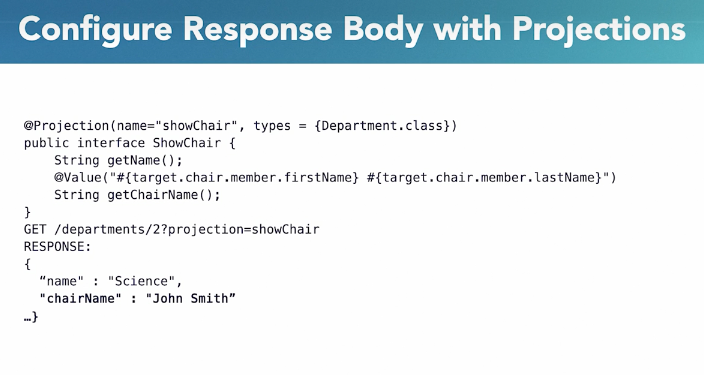 Configure Response Body with Projections
@Projection(name="showChair", types = {Department.class})
public interface ShowChair {
    String getName();
    @Value("#{target.chair.member.firstName} #{target.chair.member.lastName}")
    String getChairName();
}
GET /departments/2?projection=showChair
RESPONSE:
{
  “name" : "Science",
  "chairName" : "John Smith”
…}